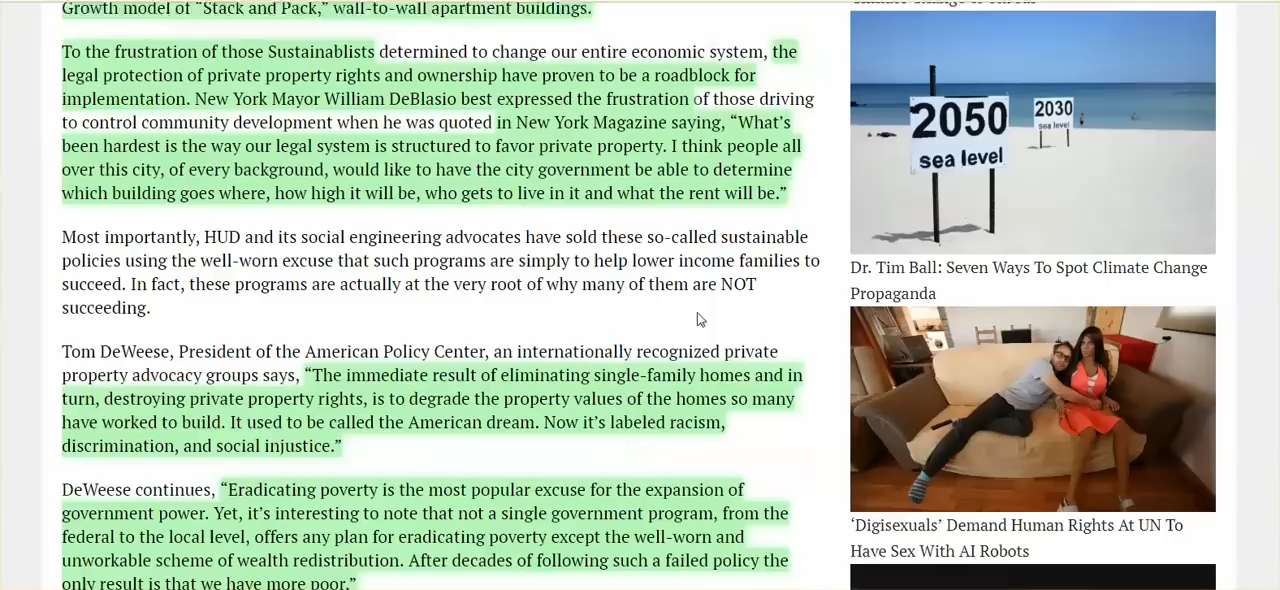 Growth model of “Stack and Pack,” wall-to-wall apartment buildings.
To the frustration of those Sustainablists determined to change our entire economic system, the
legal protection of private property rights and ownership have proven to be a roadblock for
implementation. New York Mayor William DeBlasio best expressed the frustration of those driving
to control community development when he was quoted in New York Magazine saying, “What’s
been hardest is the way our legal system is structured to favor private property. I think people all
over this city, of every background, would like to have the city government be able to determine
which building goes where, how high it will be, who gets to live in it and what the rent will be.”
Most importantly, HUD and its social engineering advocates have sold these so-called sustainable
policies using the well-worn excuse that such programs are simply to help lower income families to
succeed. In fact, these programs are actually at the very root of why many of them are NOT
succeeding.
Tom DeWeese, President of the American Policy Center, an internationally recognized private
property advocacy groups says, “The immediate result of eliminating single-family homes and in
turn, destroying private property rights, is to degrade the property values of the homes so many
have worked to build. It used to be called the American dream. Now it’s labeled racism,
discrimination, and social injustice.”
DeWeese continues, “Eradicating poverty is the most popular excuse for the expansion of
government power. Yet, it’s interesting to note that not a single government program, from the
federal to the local level, offers any plan for eradicating poverty except the well-worn and
unworkable scheme of wealth redistribution. After decades of following such a failed policy the
only result is that we have more poor.”
2050
sea level
2030
sea level
Dr. Tim Ball: Seven Ways To Spot Climate Change
Propaganda
‘Digisexuals’ Demand Human Rights At UN To
Have Sex With AI Robots